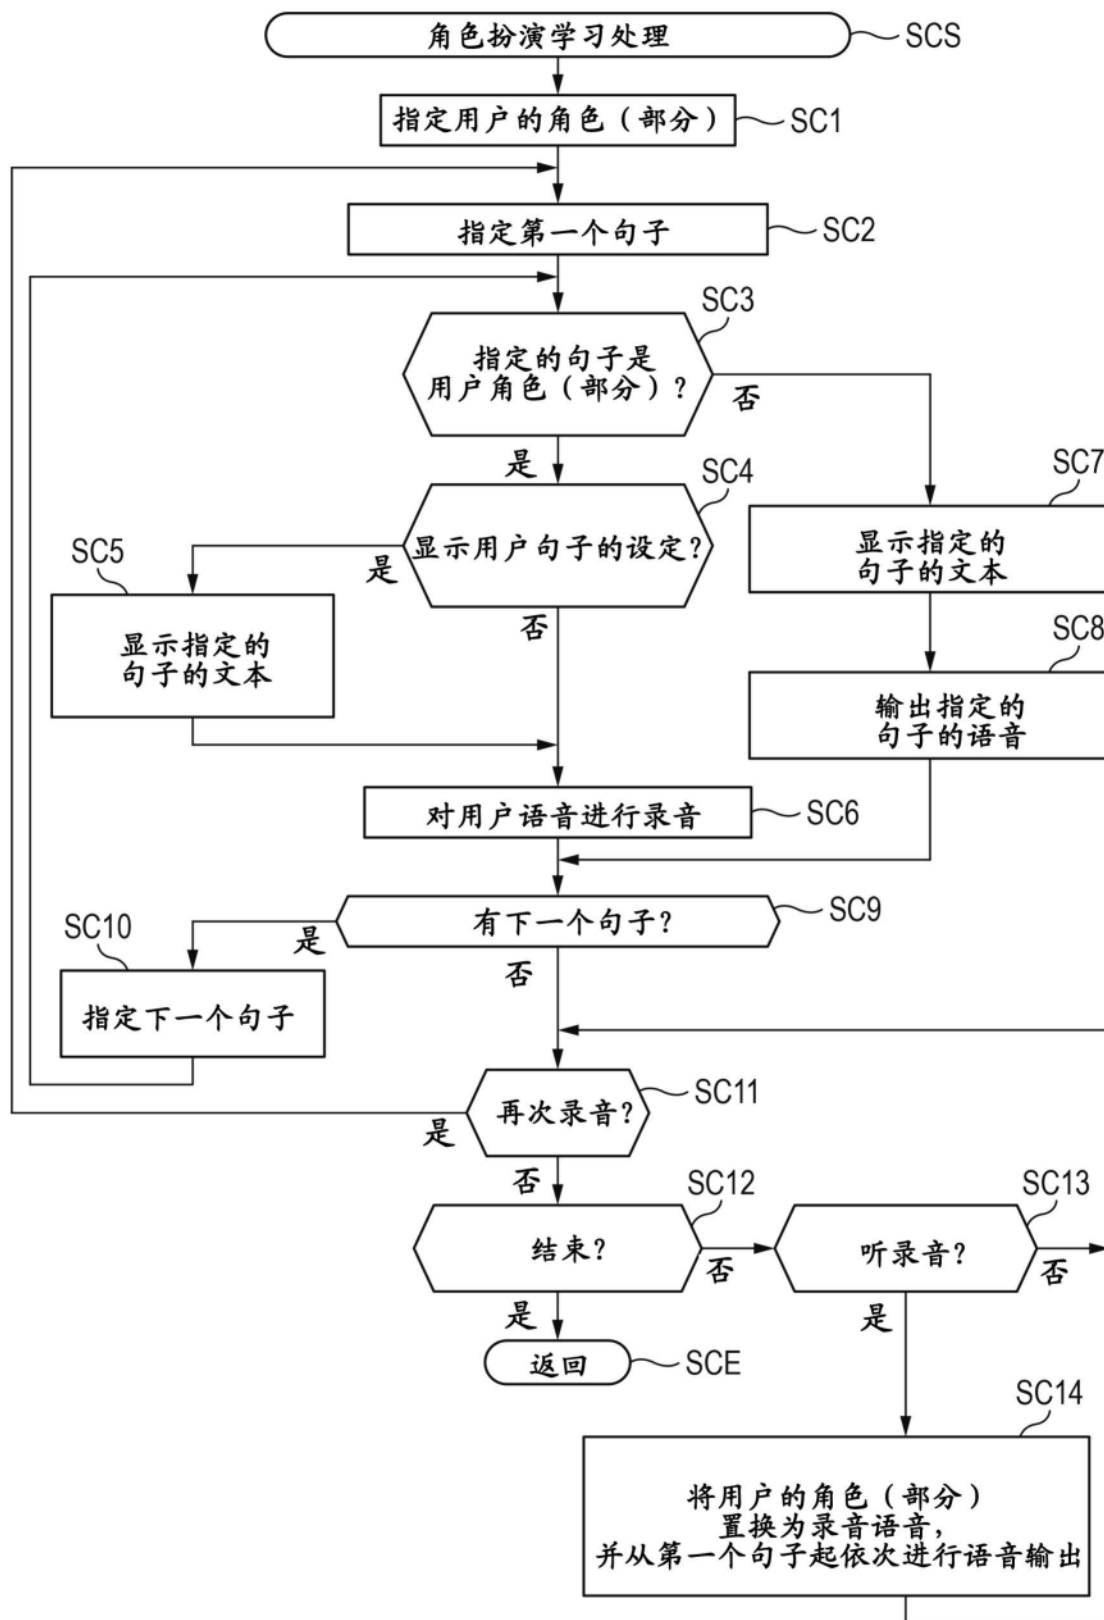 角色扮演学习处理
SCS
指定用户的角色(部分)
SC1
指定第一个句子
SC2
SC3
指定的句子是
用户角色(部分)?
否
是
SC4
显示用户句子的设定?
是
否
SC5
显示指定的
句子的文本
SC7
显示指定的
句子的文本
SC8
输出指定的
句子的语音
对用户语音进行录音
SC6
有下一个句子?
SC9
是
否
SC10
指定下一个句子
再次录音?
SC11
是
否
SC12
结束?
否
是
SC13
听录音?
否
是
返回
SCE
SC14
将用户的角色(部分)
置换为录音语音,
并从第一个句子起依次进行语音输出